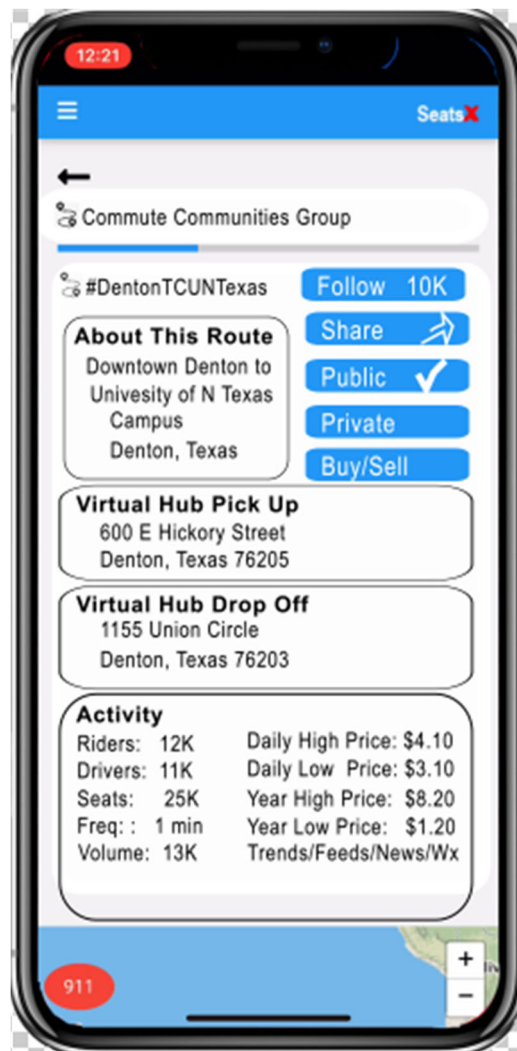 12:21
SeatsX
Commute Communities Group
#DentonTCUNTexas
Follow 10K
Share
Public
Private
Buy/Sell
About This Route
Downtown Denton to
Univesity of N Texas
Campus
Denton, Texas
Virtual Hub Pick Up
600 E Hickory Street
Denton, Texas 76205
Virtual Hub Drop Off
1155 Union Circle
Denton, Texas 76203
Activity
Riders: 12K Daily High Price: $4.10
Drivers: 11K Daily Low Price: $3.10
Seats: 25K Year High Price: $8.20
Freq: : 1 min Year Low Price: $1.20
Volume: 13K Trends/Feeds/News/Wx
+
911
−